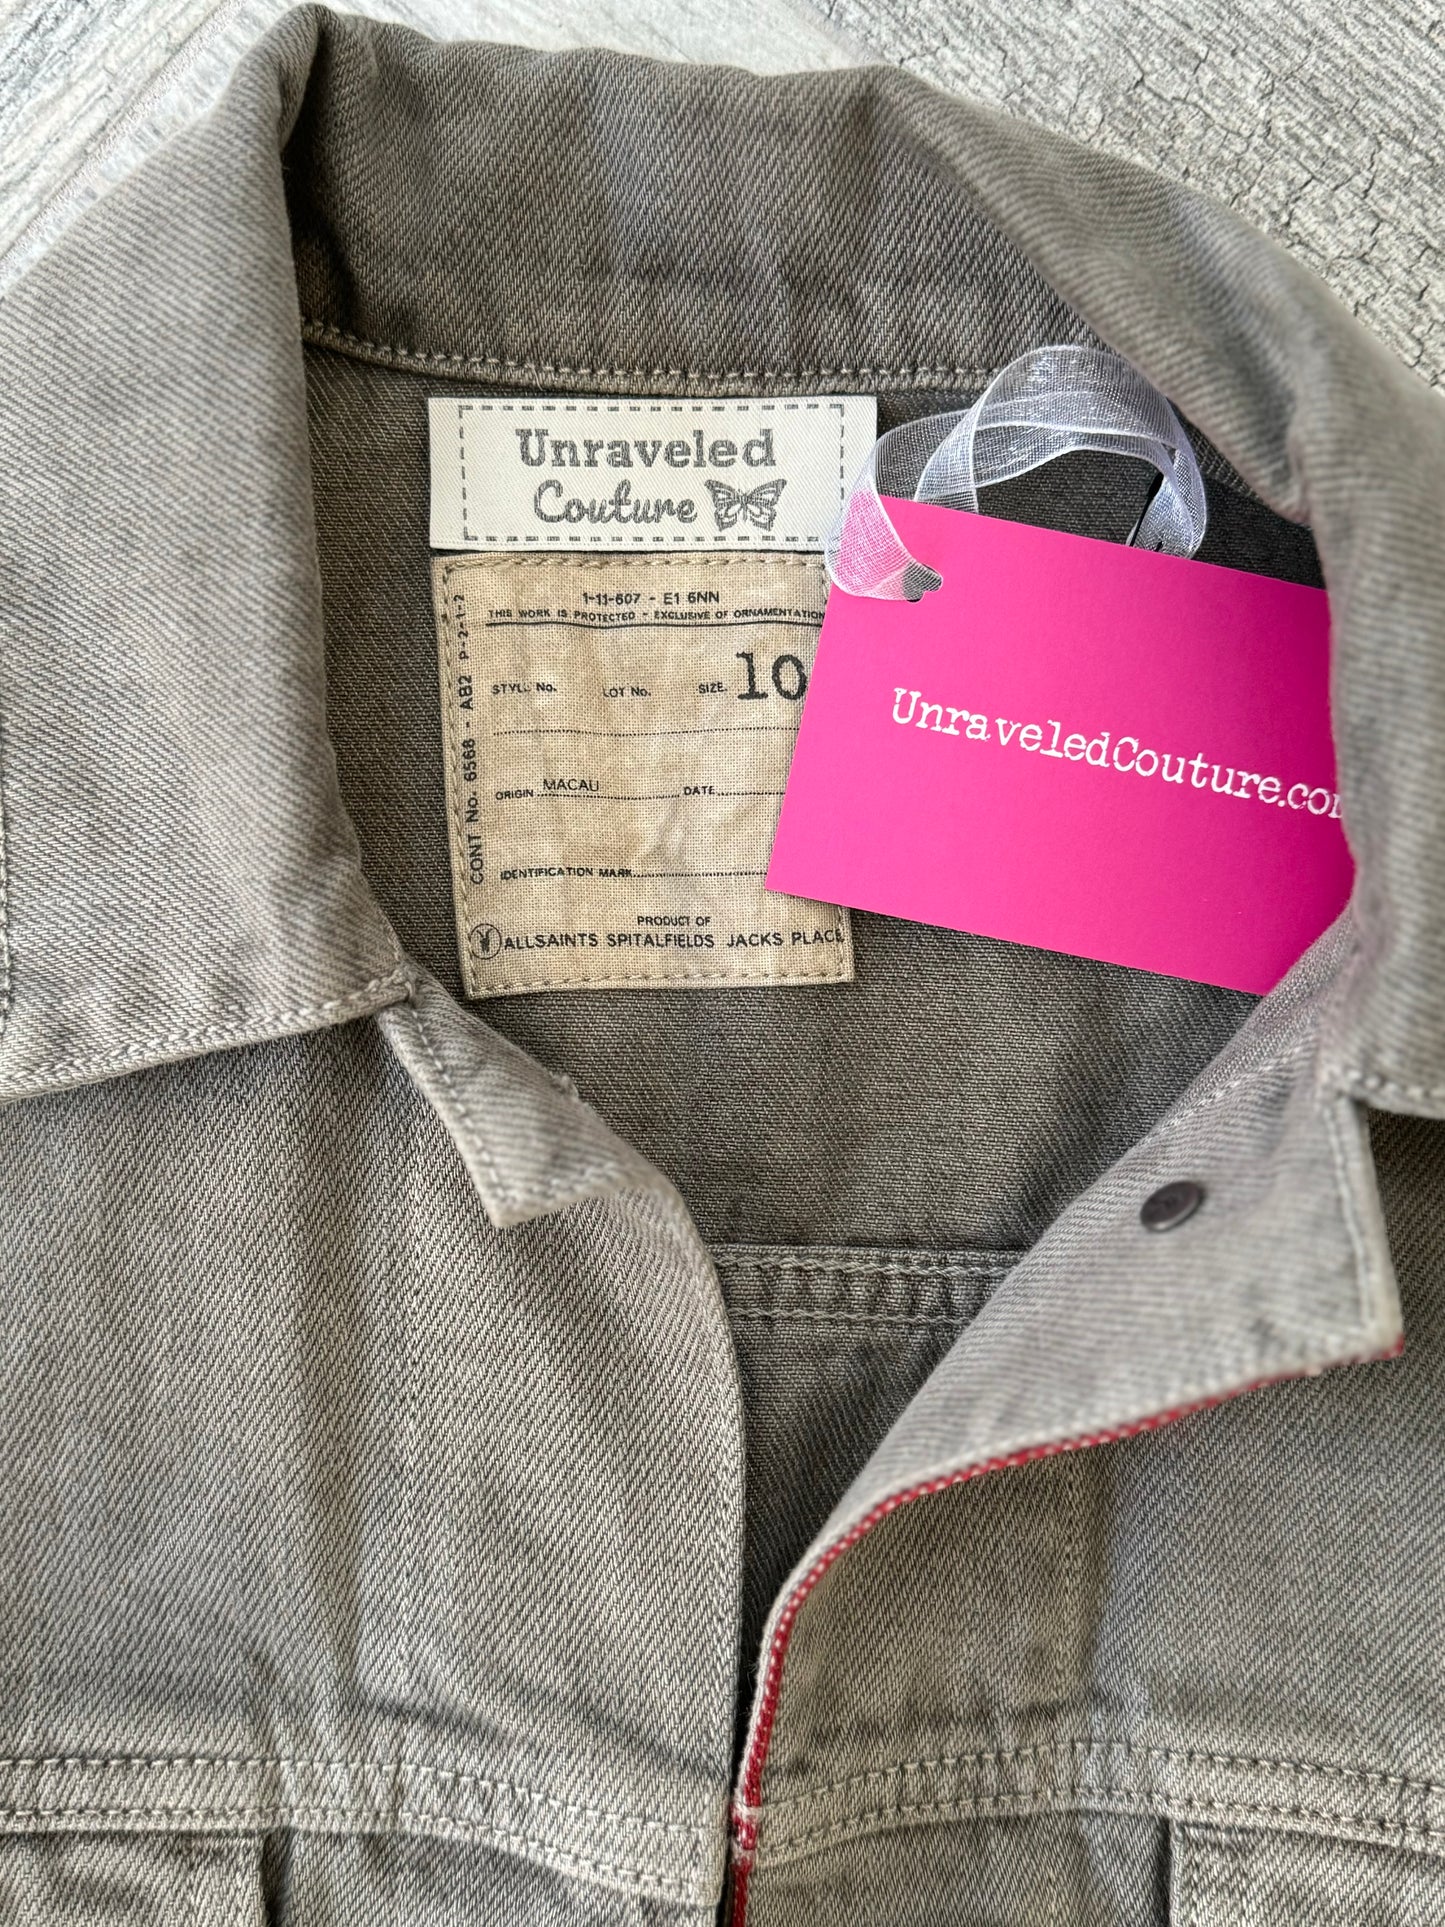 Unraveled
Couture
1-11-607 - E1 6NN
THIS WORK IS PROTECTED - EXCLUSIVE OF ORNAMENTATION
STYLE No. LOT No. SIZE. 10
ORIGIN MACAU DATE
IDENTIFICATION MARK
PRODUCT OF
ALLSAINTS SPITALFIELDS JACKS PLACE
CONT No. 6568 - AB2 P-2-1-2
UnraveledCouture.co